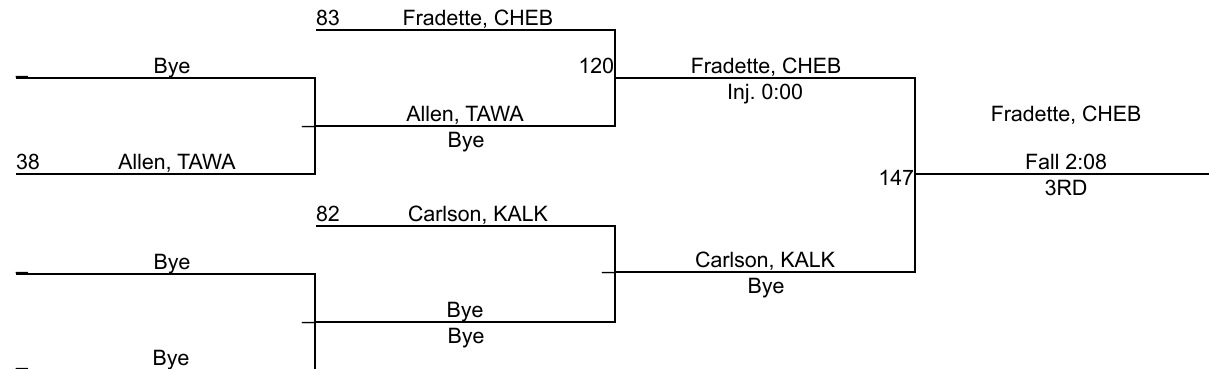 83 Fradette, CHEB
_ Bye
120 Fradette, CHEB
Inj. 0:00
Allen, TAWA
Bye
Fradette, CHEB
38 Allen, TAWA
Fall 2:08
147
3RD
82 Carlson, KALK
_ Bye
Carlson, KALK
Bye
Bye
Bye
_ Bye